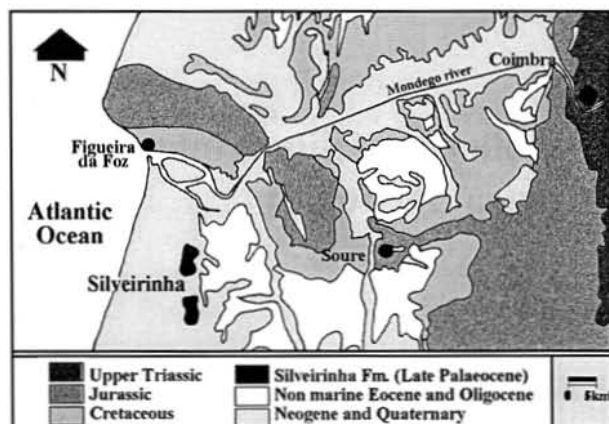 N
Figueira
da Foz
Atlantic
Ocean
Silveirinha
Mondego river
Coimbra
Soure
Upper Triassic
Jurassic
Cretaceous
Silveirinha Fm. (Late Palaeocene)
Non marine Eocene and Oligocene
Neogene and Quaternary